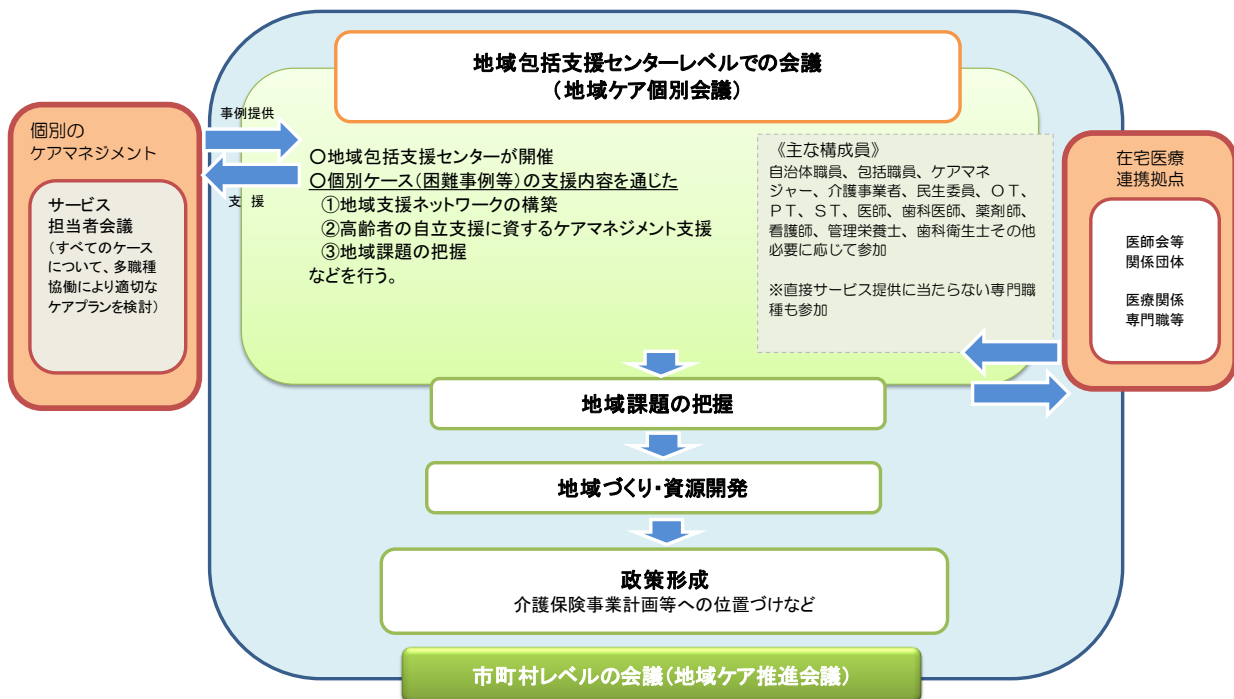 地域包括支援センターレベルでの会議
(地域ケア個別会議)
事例提供
支 援
個別の
ケアマネジメント
サービス
担当者会議
(すべてのケース
について、多職種
協働により適切な
ケアプランを検討)
〇地域包括支援センターが開催
〇個別ケース(困難事例等)の支援内容を通じた
①地域支援ネットワークの構築
②高齢者の自立支援に資するケアマネジメント支援
③地域課題の把握
などを行う。
《主な構成員》
自治体職員、包括職員、ケアマネ
ジャー、介護事業者、民生委員、OT、
PT、ST、医師、歯科医師、薬剤師、
看護師、管理栄養士、歯科衛生士その他
必要に応じて参加
※直接サービス提供に当たらない専門職
種も参加
在宅医療
連携拠点
医師会等
関係団体
医療関係
専門職等
地域課題の把握
地域づくり・資源開発
政策形成
介護保険事業計画等への位置づけなど
市町村レベルの会議(地域ケア推進会議)